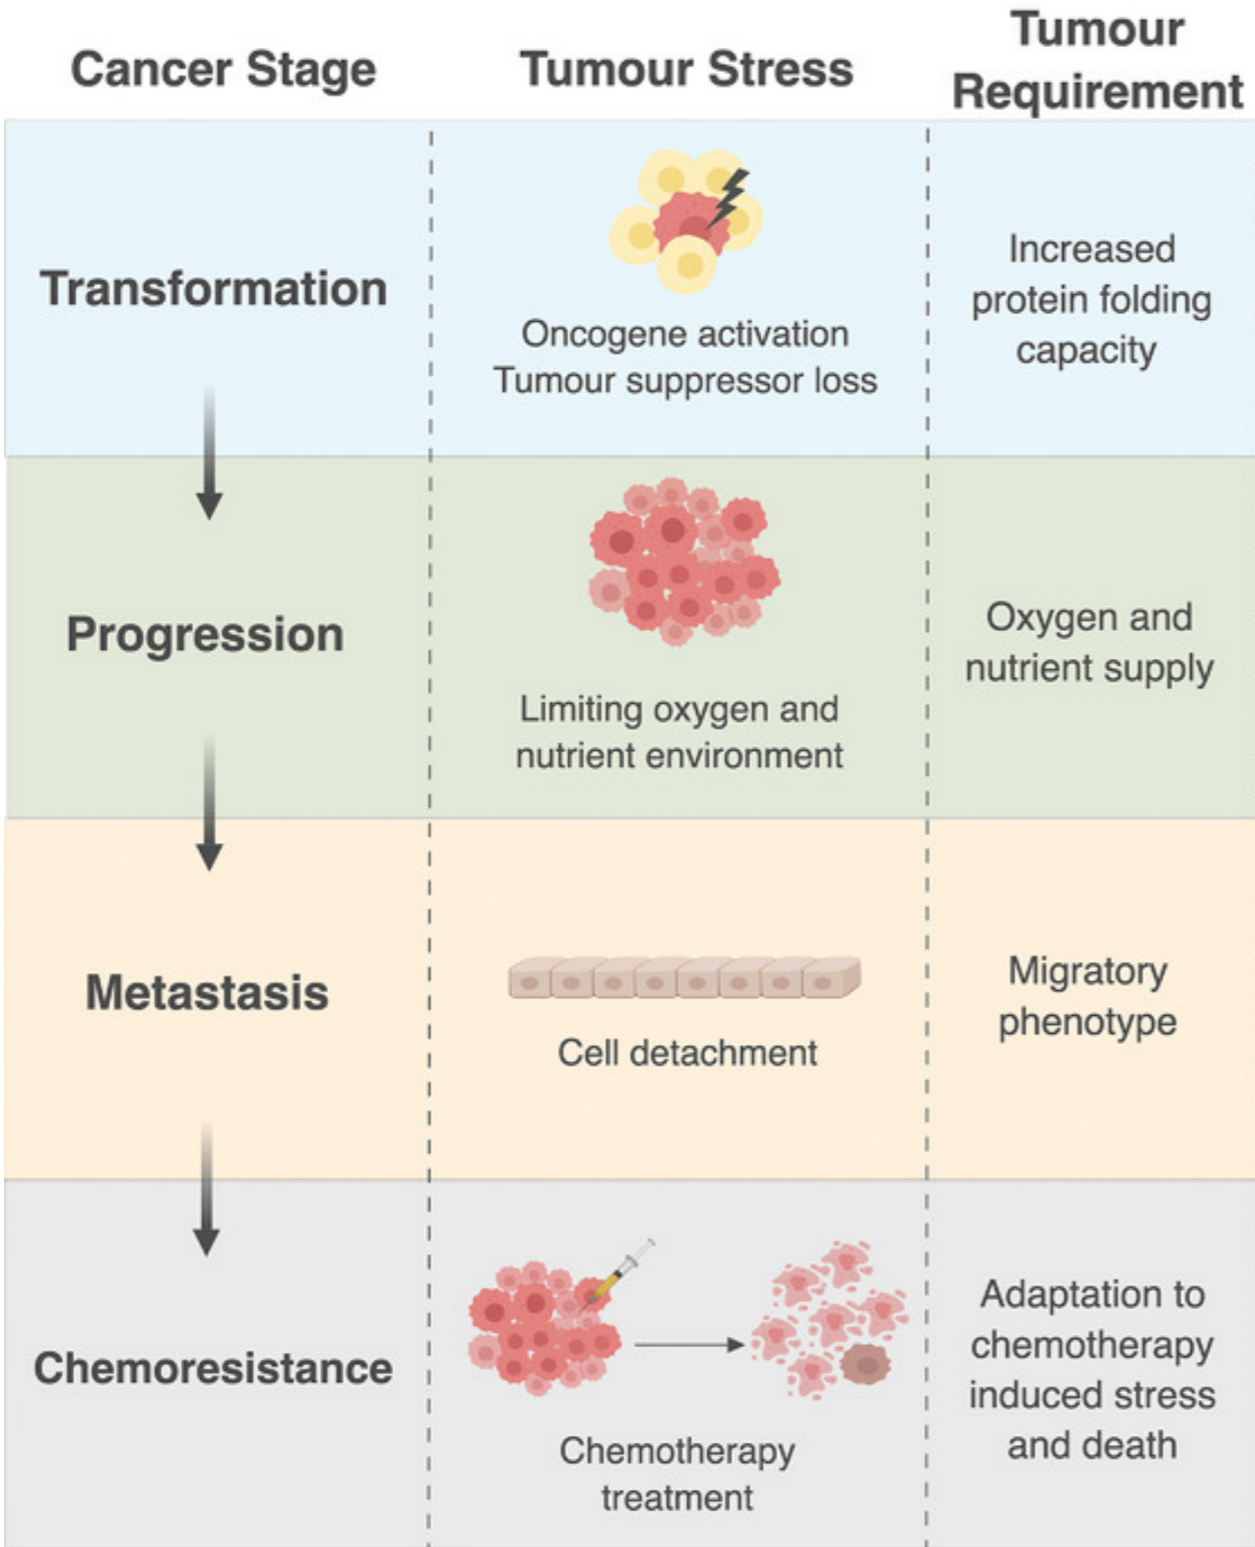 Cancer Stage
Tumour Stress
Tumour
Requirement
Transformation
Oncogene activation
Tumour suppressor loss
Increased
protein folding
capacity
Progression
Limiting oxygen and
nutrient environment
Oxygen and
nutrient supply
Metastasis
Cell detachment
Migratory
phenotype
Chemoresistance
Chemotherapy
treatment
Adaptation to
chemotherapy
induced stress
and death